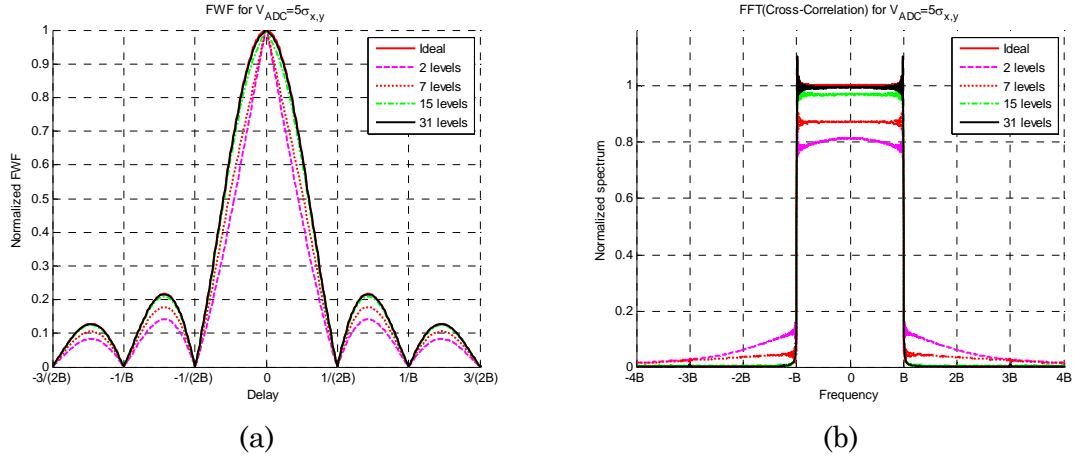 FWF for V_ADC=5σ_x,y
Normalized FWF
1
0.9
0.8
0.7
0.6
0.5
0.4
0.3
0.2
0.1
0
-3/(2B) -1/B -1/(2B) 0 1/(2B) 1/B 3/(2B)
Delay
Ideal
2 levels
7 levels
15 levels
31 levels
(a)
FFT(Cross-Correlation) for V_ADC=5σ_x,y
Normalized spectrum
1
0.8
0.6
0.4
0.2
0
-4B -3B -2B -B 0 B 2B 3B 4B
Frequency
Ideal
2 levels
7 levels
15 levels
31 levels
(b)